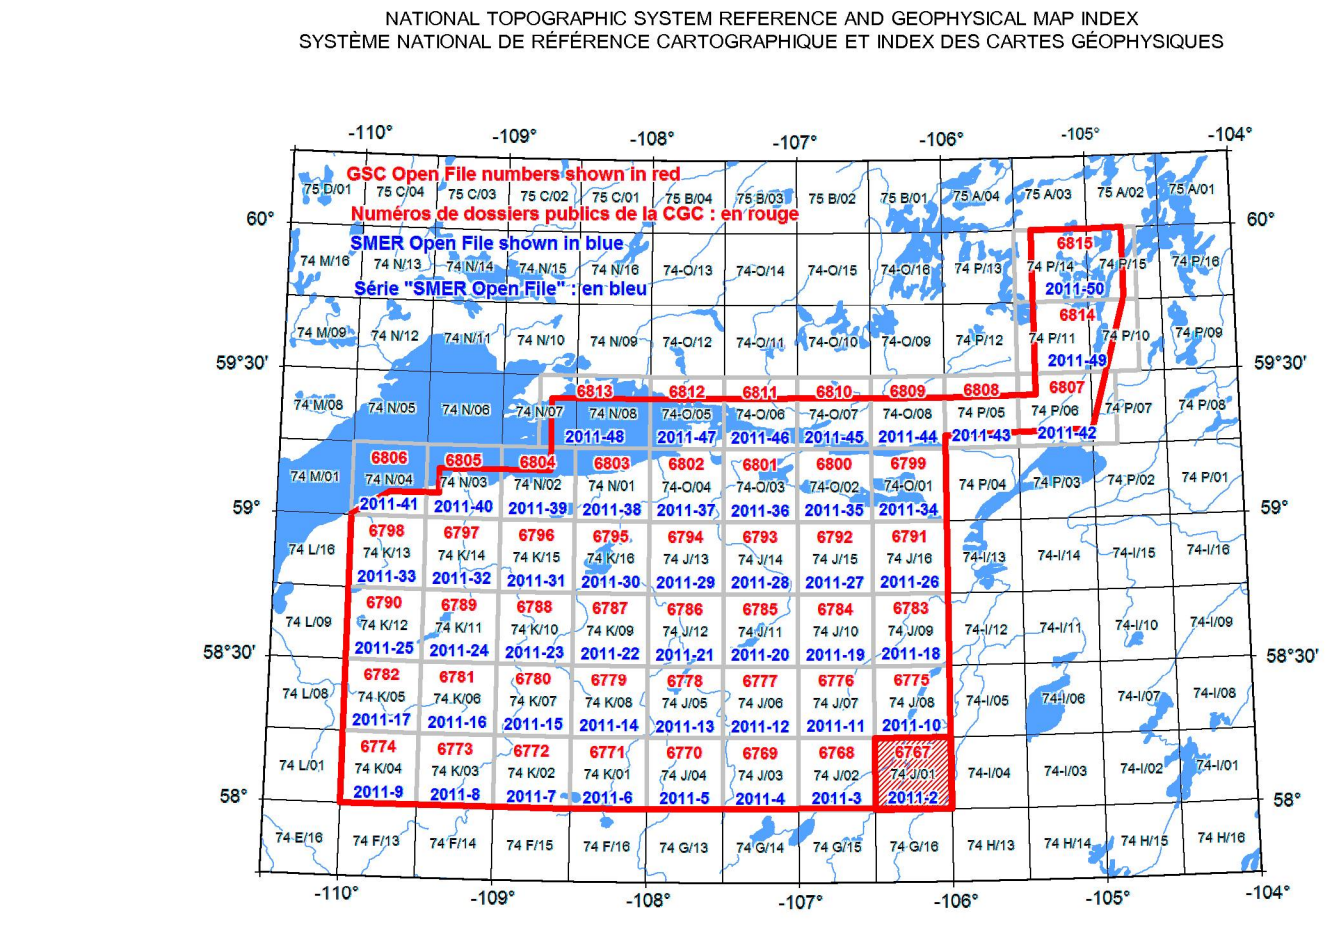 NATIONAL TOPOGRAPHIC SYSTEM REFERENCE AND GEOPHYSICAL MAP INDEX
SYSTÈME NATIONAL DE RÉFÉRENCE CARTOGRAPHIQUE ET INDEX DES CARTES GÉOPHYSIQUES
-110° -109° -108° -107° -106° -105° -104°
GSC Open File numbers shown in red
75 D/01 75 C/04 75 C/03 75 C/02 75 C/01 75 B/04 75 B/03 75 B/02 75 B/01 75 A/04 75 A/03 75 A/02 75 A/01
Numéros de dossiers publics de la CGC : en rouge
60° 60°
SMER Open File shown in blue
6815
74 M/16 74 N/13 74 N/14 74 N/15 74 N/16 74-O/13 74-O/14 74-O/15 74-O/16 74 P/13 74 P/14 74 P/15 74 P/16
Série "SMER Open File" : en bleu
2011-50
6814
74 M/09 74 N/12 74 N/11 74 N/10 74 N/09 74-O/12 74-O/11 74-O/10 74-O/09 74 P/12 74 P/11 74 P/10 74 P/09
2011-49
59°30' 59°30'
6813 6812 6811 6810 6809 6808 6807
74 M/08 74 N/05 74 N/06 74 N/07 74 N/08 74-O/05 74-O/06 74-O/07 74-O/08 74 P/05 74 P/06 74 P/07 74 P/08
2011-48 2011-47 2011-46 2011-45 2011-44 2011-43 2011-42
6806 6805 6804 6803 6802 6801 6800 6799
74 M/01 74 N/04 74 N/03 74 N/02 74 N/01 74-O/04 74-O/03 74-O/02 74-O/01 74 P/04 74 P/03 74 P/02 74 P/01
2011-41 2011-40 2011-39 2011-38 2011-37 2011-36 2011-35 2011-34
59° 59°
6798 6797 6796 6795 6794 6793 6792 6791
74 L/16 74 K/13 74 K/14 74 K/15 74 K/16 74 J/13 74 J/14 74 J/15 74 J/16 74-I/13 74-I/14 74-I/15 74-I/16
2011-33 2011-32 2011-31 2011-30 2011-29 2011-28 2011-27 2011-26
6790 6789 6788 6787 6786 6785 6784 6783
74 L/09 74 K/12 74 K/11 74 K/10 74 K/09 74 J/12 74 J/11 74 J/10 74 J/09 74-I/12 74-I/11 74-I/10 74-I/09
2011-25 2011-24 2011-23 2011-22 2011-21 2011-20 2011-19 2011-18
58°30' 58°30'
6782 6781 6780 6779 6778 6777 6776 6775
74 L/08 74 K/05 74 K/06 74 K/07 74 K/08 74 J/05 74 J/06 74 J/07 74 J/08 74-I/05 74-I/06 74-I/07 74-I/08
2011-17 2011-16 2011-15 2011-14 2011-13 2011-12 2011-11 2011-10
6774 6773 6772 6771 6770 6769 6768 6767
74 L/01 74 K/04 74 K/03 74 K/02 74 K/01 74 J/04 74 J/03 74 J/02 74 J/01 74-I/04 74-I/03 74-I/02 74-I/01
2011-9 2011-8 2011-7 2011-6 2011-5 2011-4 2011-3 2011-2
58° 58°
74 E/16 74 F/13 74 F/14 74 F/15 74 F/16 74 G/13 74 G/14 74 G/15 74 G/16 74 H/13 74 H/14 74 H/15 74 H/16
-110° -109° -108° -107° -106° -105° -104°